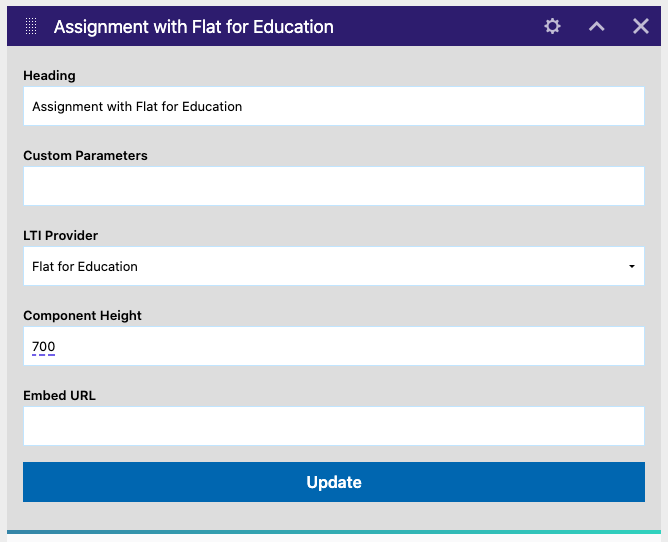 Assignment with Flat for Education
Heading
Assignment with Flat for Education
Custom Parameters
LTI Provider
Flat for Education
Component Height
700
Embed URL
Update